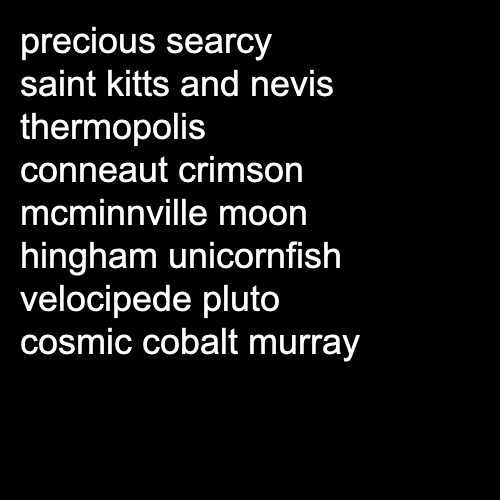 precious searcy
saint kitts and nevis
thermopolis
conneaut crimson
mcminnville moon
hingham unicornfish
velocipede pluto
cosmic cobalt murray